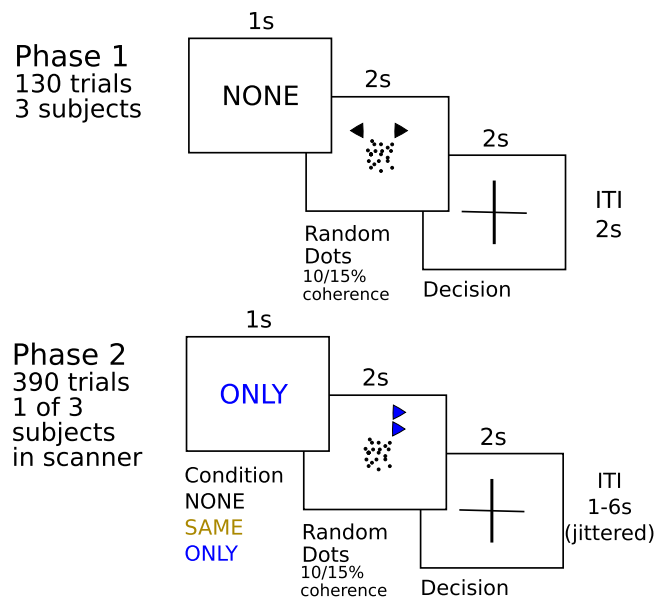 1s
Phase 1
130 trials
3 subjects
NONE
2s
2s
ITI
2s
Random
Dots
10/15%
coherence
Decision
1s
Phase 2
390 trials
1 of 3
subjects
in scanner
ONLY
2s
2s
Condition
NONE
SAME
ONLY
ITI
1-6s
(jittered)
Random
Dots
10/15%
coherence
Decision